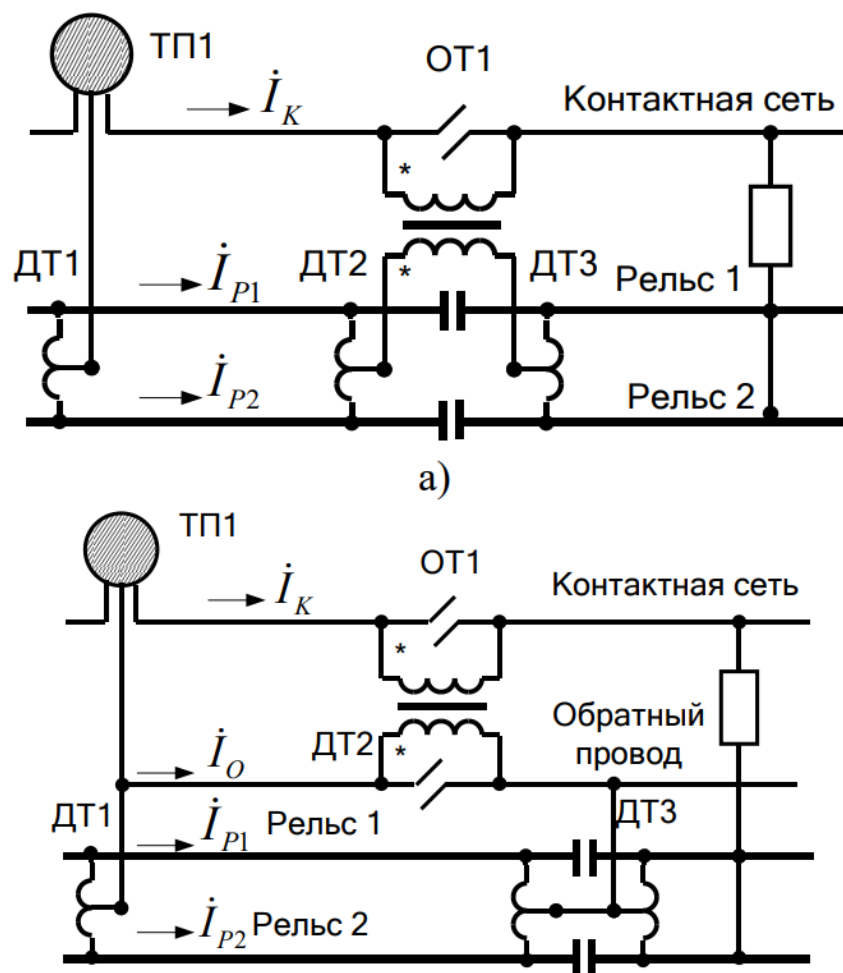 ТП1
ОТ1
İ_K
Контактная сеть
*
ДТ1
İ_P1
ДТ2
*
ДТ3
Рельс 1
İ_P2
Рельс 2
а)
ТП1
ОТ1
İ_K
Контактная сеть
*
Обратный
провод
ДТ2
*
İ_O
ДТ1
İ_P1
Рельс 1
ДТ3
İ_P2
Рельс 2